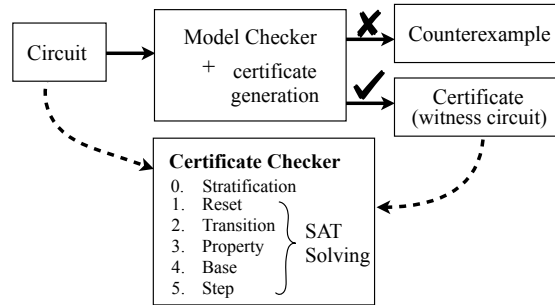 Circuit
Model Checker
+ certificate
generation
Counterexample
Certificate
(witness circuit)
Certificate Checker
0. Stratification
1. Reset
2. Transition
3. Property
4. Base
5. Step
SAT
Solving